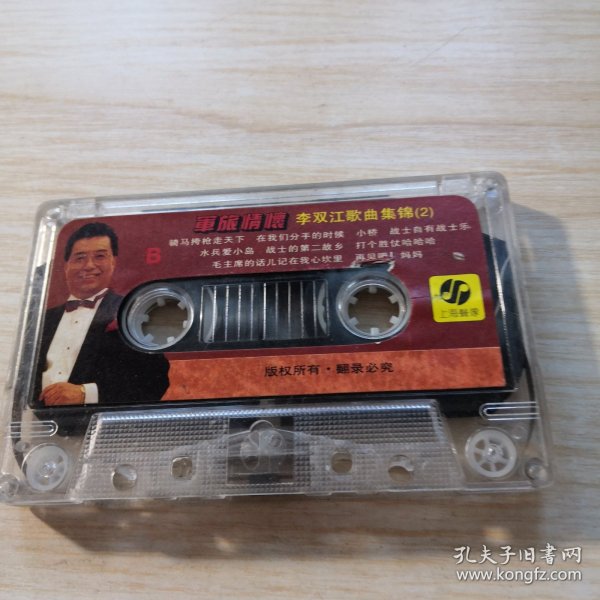 軍旅情懷 李双江歌曲集锦(2)
B
骑马挎枪走天下 在我们分手的时候 小桥 战士自有战士乐
水兵爱小岛 战士的第二故乡 打个胜仗哈哈哈
毛主席的话儿记在我心坎里 再见吧!妈妈
上海聲像
版权所有·翻录必究
孔夫子旧书网
www.kongfz.com